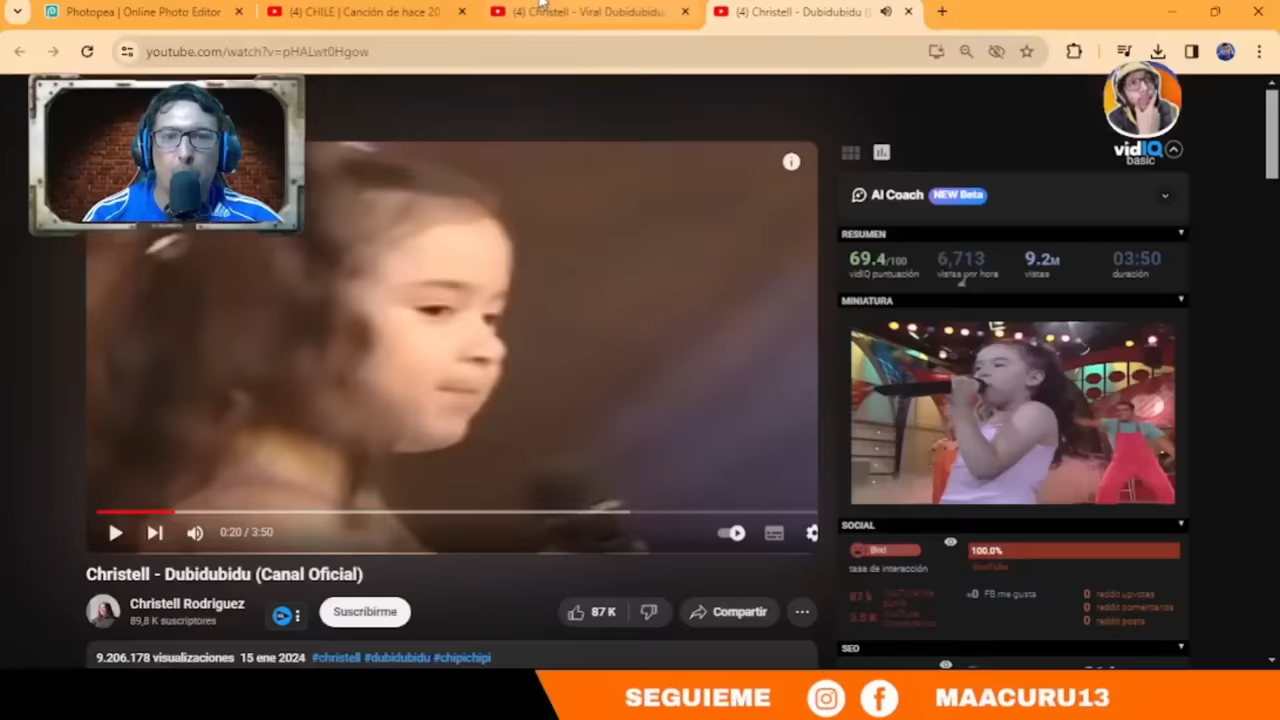 Photopea | Online Photo Editor
(4) CHILE | Canción de hace 20
(4) Christell - Viral Dubidubidu
(4) Christell - Dubidubidu (
youtube.com/watch?v=pHALwt0Hgow
vidIQ
basic
AI Coach NEW Beta
RESUMEN
69.4/100 6,713 9.2M 03:50
vidIQ puntuación vistas por hora vistas duración
MINIATURA
0:20 / 3:50
SOCIAL
100.0%
YouTube
tasa de interacción
FB me gusta
0 reddit upvotes
0 reddit comentarios
0 reddit posts
SEO
Christell - Dubidubidu (Canal Oficial)
Christell Rodriguez
89,8 K suscriptores
Suscribirme
87 K
Compartir
9.206.178 visualizaciones 15 ene 2024 #christell #dubidubidu #chipichipi
SEGUIEME MAACURU13